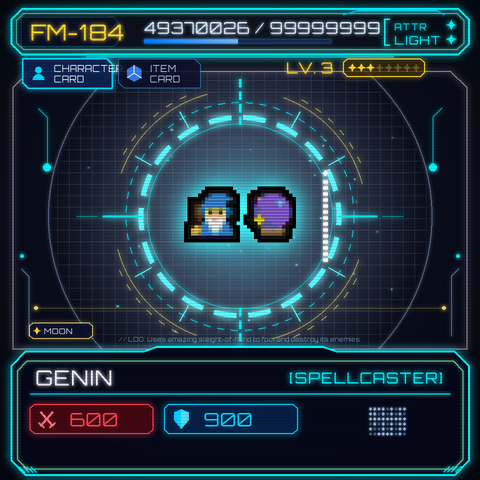 FM-184
49370026 / 99999999
ATTR
LIGHT
CHARACTER
CARD
ITEM
CARD
LV. 3
MOON
// LOG: Uses amazing sleight-of-hand to fool and destroy its enemies.
GENIN
[SPELLCASTER]
600
900